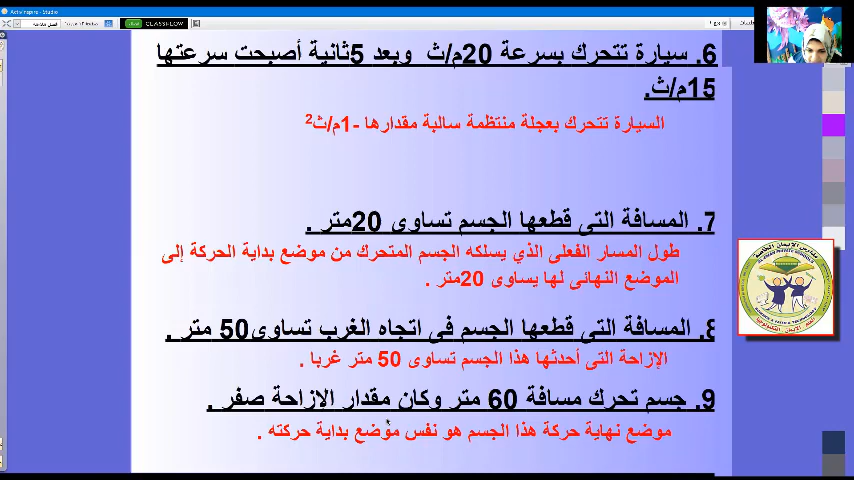 ActivInspire - Studio
CLASSFLOW
6. سيارة تتحرك بسرعة 20م/ث وبعد 5ثانية أصبحت سرعتها
15م/ث.
السيارة تتحرك بعجلة منتظمة سالبة مقدارها -1م/ث2
7. المسافة التى قطعها الجسم تساوى 20متر .
طول المسار الفعلى الذي يسلكه الجسم المتحرك من موضع بداية الحركة إلى
الموضع النهائى لها يساوى 20متر .
8. المسافة التى قطعها الجسم فى اتجاه الغرب تساوى50 متر .
الإزاحة التى أحدثها هذا الجسم تساوى 50 متر غربا .
9. جسم تحرك مسافة 60 متر وكان مقدار الازاحة صفر .
موضع نهاية حركة هذا الجسم هو نفس موضع بداية حركته .